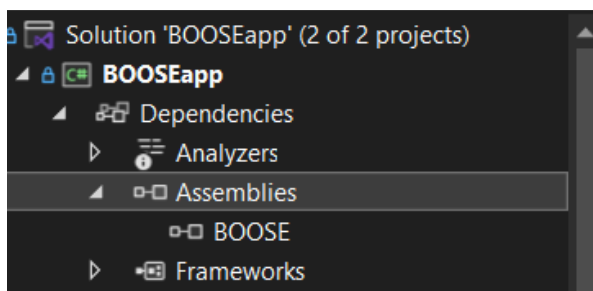 Solution 'BOOSEapp' (2 of 2 projects)
C# BOOSEapp
Dependencies
Analyzers
Assemblies
BOOSE
Frameworks